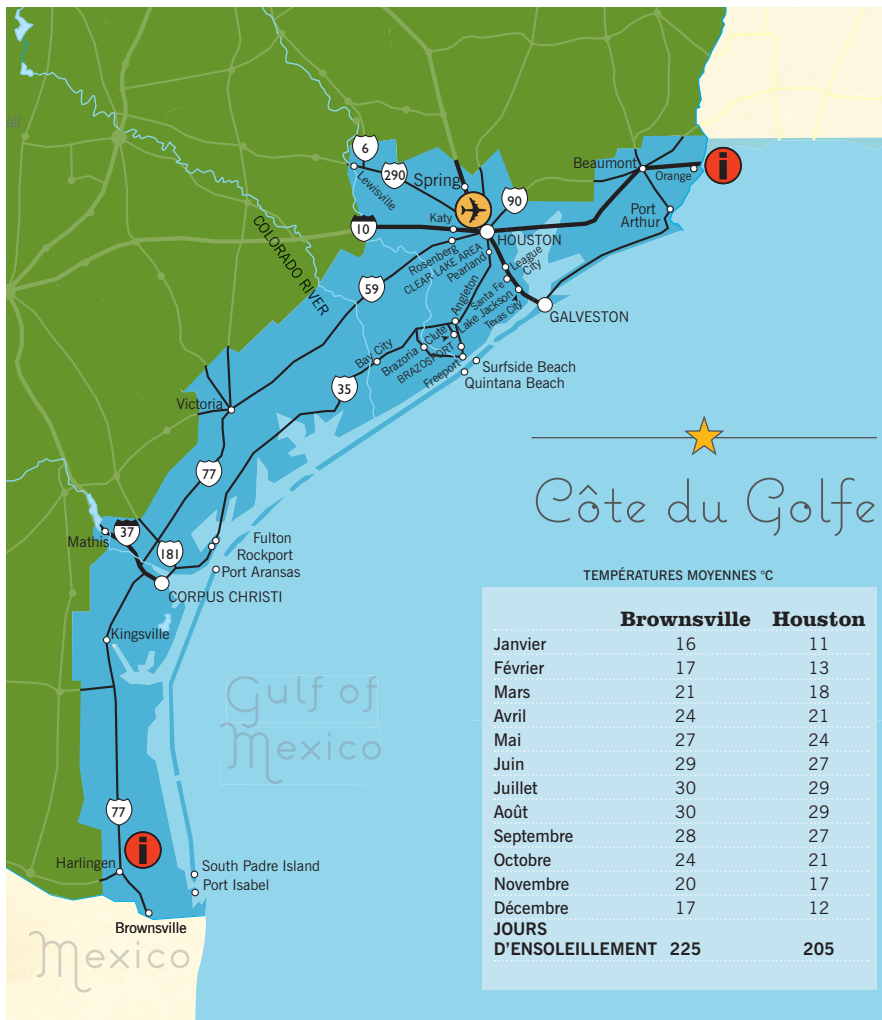 all
6
290
Lewisville
Spring
90
Katy
10
HOUSTON
Beaumont
Orange
i
Port
Arthur
COLORADO RIVER
Rosenberg
CLEAR LAKE AREA
Pearland
League
City
59
Angleton
Santa Fe
Lake Jackson
Texas City
GALVESTON
Clute
Bay City
Brazoria
BRAZOSPORT
Freeport
Surfside Beach
Quintana Beach
35
Victoria
77
Mathis
37
181
Fulton
Rockport
Port Aransas
CORPUS CHRISTI
Kingsville
Gulf of
Mexico
77
i
Harlingen
South Padre Island
Port Isabel
Brownsville
Mexico
Côte du Golfe
TEMPÉRATURES MOYENNES °C
Brownsville Houston
Janvier 16 11
Février 17 13
Mars 21 18
Avril 24 21
Mai 27 24
Juin 29 27
Juillet 30 29
Août 30 29
Septembre 28 27
Octobre 24 21
Novembre 20 17
Décembre 17 12
JOURS
D'ENSOLEILLEMENT 225 205